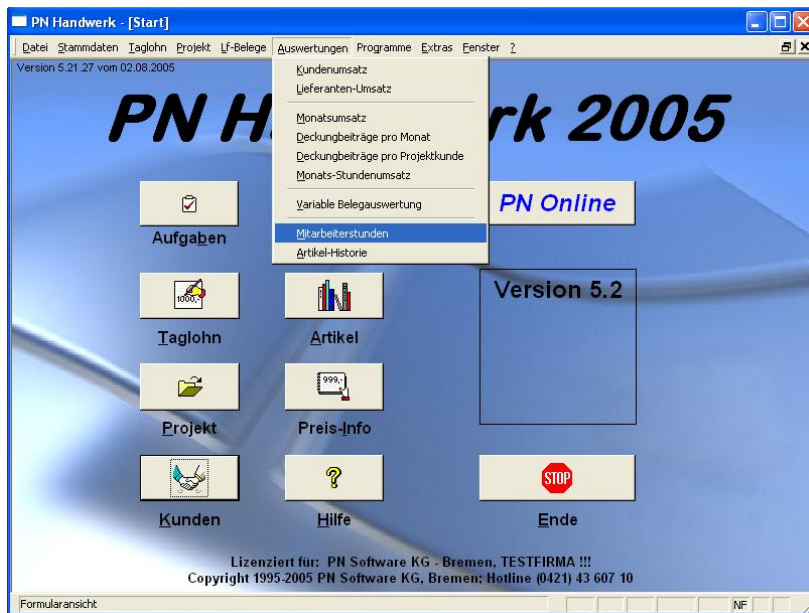 PN Handwerk - [Start]
Datei Stammdaten Taglohn Projekt Lf-Belege Auswertungen Programme Extras Fenster ?
Version 5.21.27 vom 02.08.2005
Kundenumsatz
Lieferanten-Umsatz
Monatsumsatz
Deckungbeiträge pro Monat
Deckungbeiträge pro Projektkunde
Monats-Stundenumsatz
Variable Belegauswertung
Mitarbeiterstunden
Artikel-Historie
PN H rk 2005
PN Online
Aufgaben
1000,-
Version 5.2
Taglohn Artikel
999,-
Projekt Preis-Info
STOP
Kunden Hilfe Ende
Lizenziert für: PN Software KG - Bremen, TESTFIRMA !!!
Copyright 1995-2005 PN Software KG, Bremen; Hotline (0421) 43 607 10
Formularansicht NF